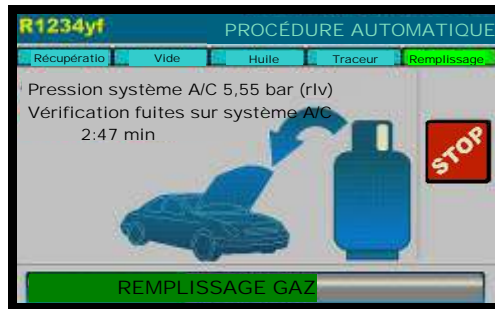 R1234yf
PROCÉDURE AUTOMATIQUE
Récupératio Vide Huile Traceur Remplissage
Pression système A/C 5,55 bar (rlv)
Vérification fuites sur système A/C
2:47 min
STOP
REMPLISSAGE GAZ